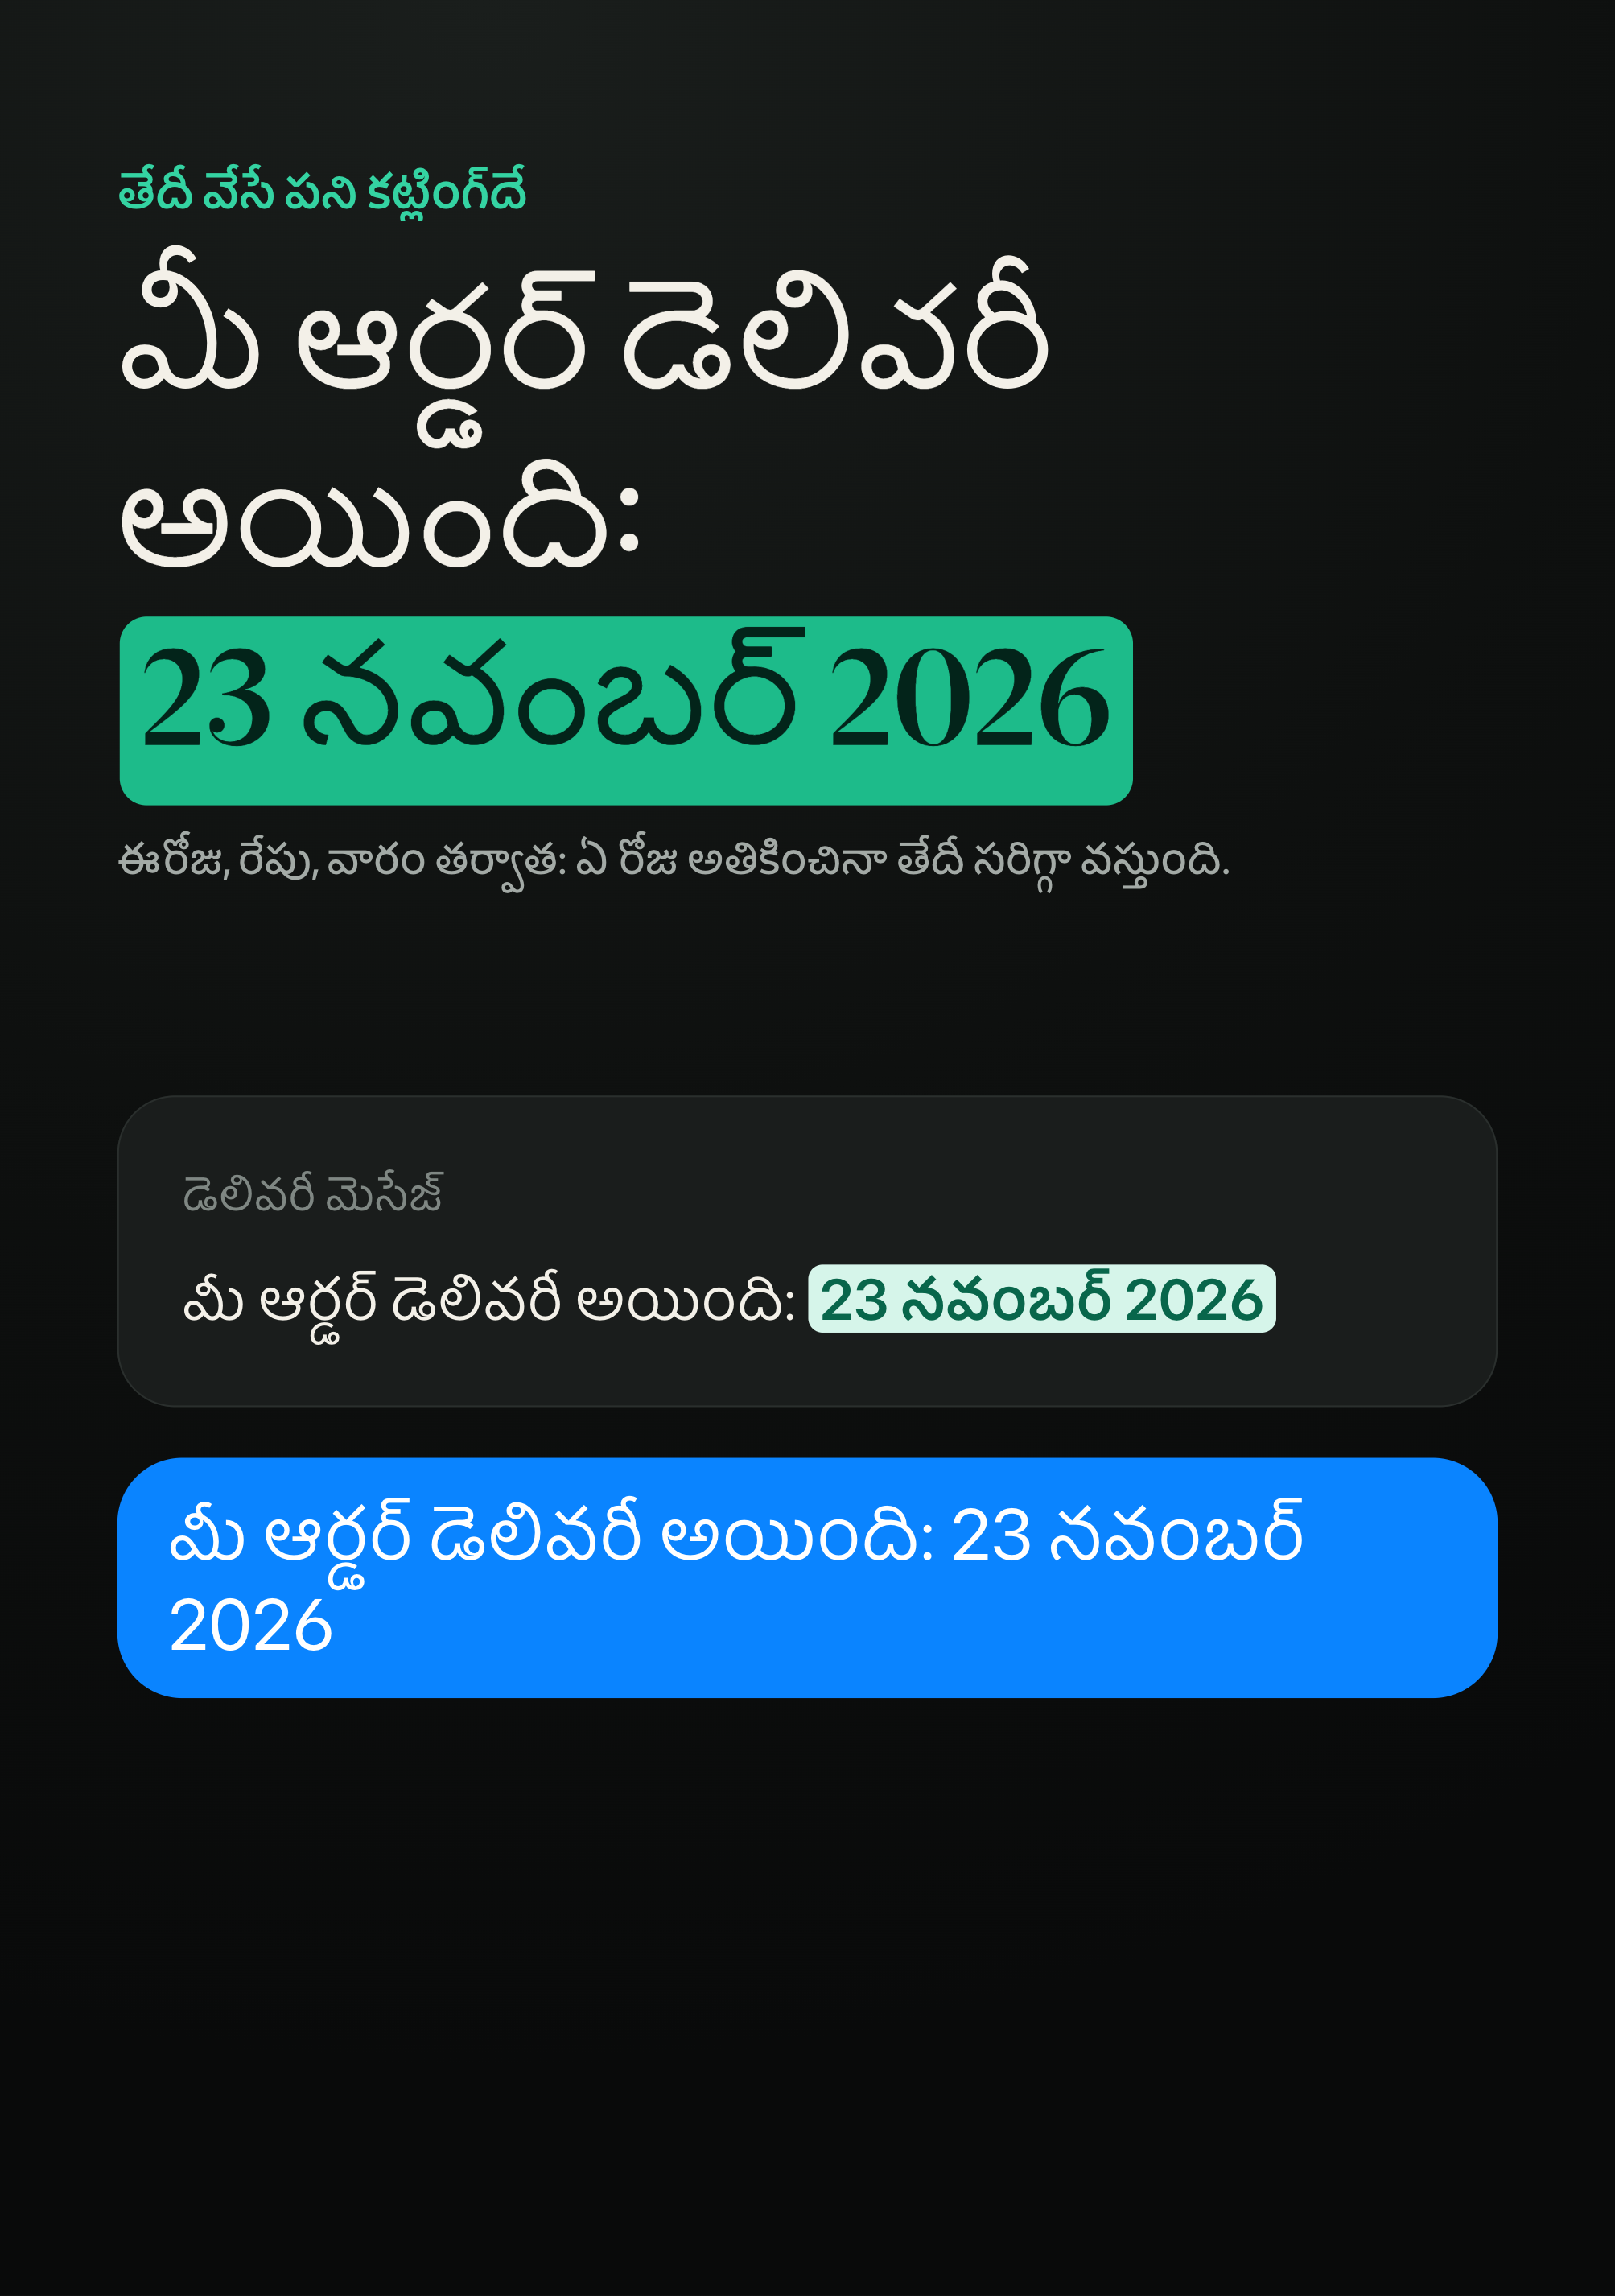 తేదీ వేసే పని కట్లింగ్‌దే
మీ ఆర్డర్ డెలివరీ
అయింది:
23 నవంబర్ 2026
ఈరోజు, రేపు, వారం తర్వాత: ఏ రోజు అతికించినా తేదీ సరిగ్గా వస్తుంది.
డెలివరీ మెసేజ్
మీ ఆర్డర్ డెలివరీ అయింది: 23 నవంబర్ 2026
మీ ఆర్డర్ డెలివరీ అయింది: 23 నవంబర్
2026